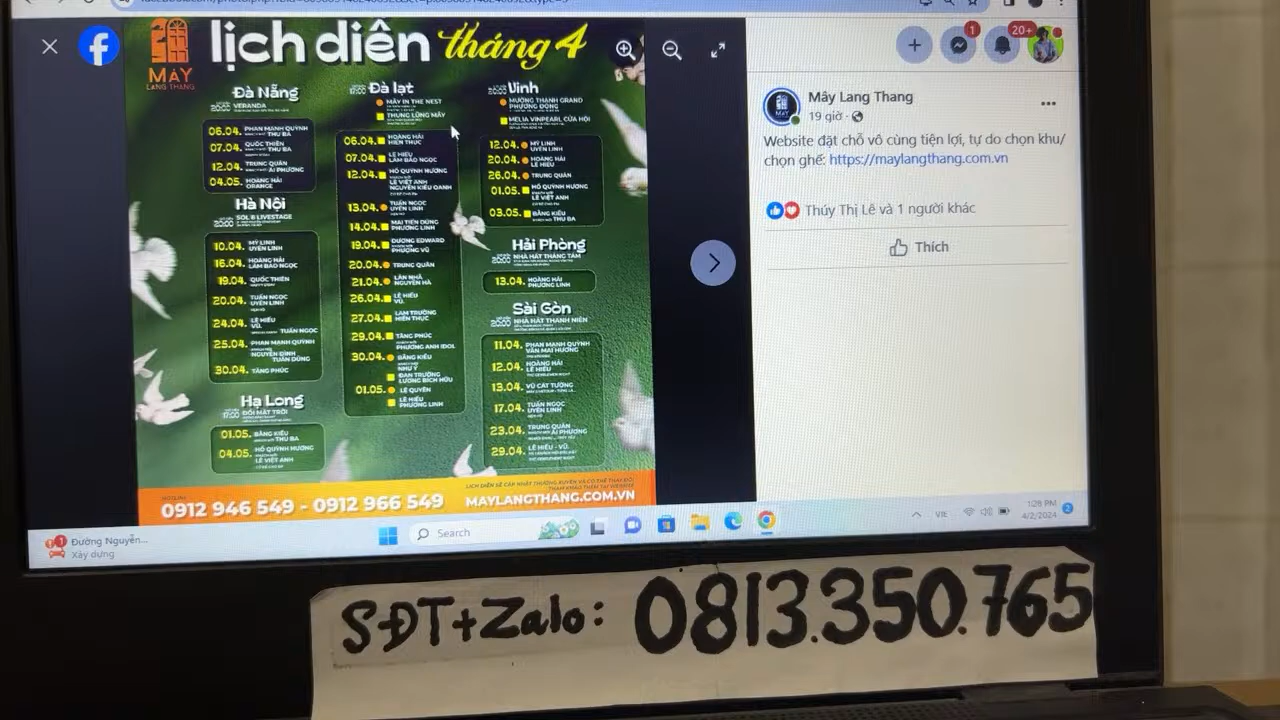 lịch diễn tháng 4
MÂY
LANG THANG
Đà Nẵng
VERANDA
06.04. PHAN MẠNH QUỲNH
THU BA
07.04. QUỐC THIÊN
THU BA
12.04. TRUNG QUÂN
ÁI PHƯƠNG
04.05. HOÀNG HẢI
ORANGE
Hà Nội
SOL 8 LIVESTAGE
10.04. MỸ LINH
UYÊN LINH
16.04. HOÀNG HẢI
LÂM BẢO NGỌC
19.04. QUỐC THIÊN
20.04. TUẤN NGỌC
UYÊN LINH
24.04. LÊ HIẾU
VŨ.
TUẤN NGỌC
25.04. PHAN MẠNH QUỲNH
NGUYỄN ĐÌNH
TUẤN DŨNG
30.04. TĂNG PHÚC
Hạ Long
ĐỒI MẶT TRỜI
01.05. BẰNG KIỀU
THU BA
04.05. HỒ QUỲNH HƯƠNG
LÊ VIỆT ANH
Đà lạt
MÂY IN THE NEST
THUNG LŨNG MÂY
06.04. HOÀNG HẢI
HIỀN THỤC
07.04. LÊ HIẾU
LÂM BẢO NGỌC
12.04. HỒ QUỲNH HƯƠNG
LÊ VIỆT ANH
NGUYỄN KIỀU OANH
13.04. TUẤN NGỌC
UYÊN LINH
14.04. MAI TIẾN DŨNG
PHƯƠNG LINH
19.04. DƯƠNG EDWARD
PHƯỢNG VŨ
20.04. TRUNG QUÂN
21.04. LÂN NHÃ
NGUYÊN HÀ
26.04. LÊ HIẾU
VŨ.
27.04. LAM TRƯỜNG
HIỀN THỤC
29.04. TĂNG PHÚC
PHƯƠNG ANH IDOL
30.04. BẰNG KIỀU
NHƯ Ý
ĐAN TRƯỜNG
LƯƠNG BÍCH HỮU
01.05. LỆ QUYÊN
LÊ HIẾU
PHƯƠNG LINH
Vinh
MƯỜNG THANH GRAND
PHƯƠNG ĐÔNG
MELIA VINPEARL CỬA HỘI
12.04. MỸ LINH
UYÊN LINH
20.04. HOÀNG HẢI
LÊ HIẾU
26.04. TRUNG QUÂN
01.05. HỒ QUỲNH HƯƠNG
LÊ VIỆT ANH
03.05. BẰNG KIỀU
THU BA
Hải Phòng
NHÀ HÁT THÁNG TÁM
13.04. HOÀNG HẢI
PHƯƠNG LINH
Sài Gòn
NHÀ HÁT THANH NIÊN
11.04. PHAN MẠNH QUỲNH
VĂN MAI HƯƠNG
12.04. HOÀNG HẢI
LÊ HIẾU
13.04. VŨ CÁT TƯỜNG
17.04. TUẤN NGỌC
UYÊN LINH
23.04. TRUNG QUÂN
ÁI PHƯƠNG
29.04. LÊ HIẾU - VŨ.
HOTLINE
0912 946 549 - 0912 966 549
MAYLANGTHANG.COM.VN
1
20+
Mây Lang Thang
19 giờ
Website đặt chỗ vô cùng tiện lợi, tự do chọn khu/
chọn ghế: https://maylangthang.com.vn
Thúy Thị Lê và 1 người khác
Thích
Đường Nguyễn...
Xây dựng
Search
VIE
1:28 PM
4/2/2024
SĐT+Zalo: 0813.350.765